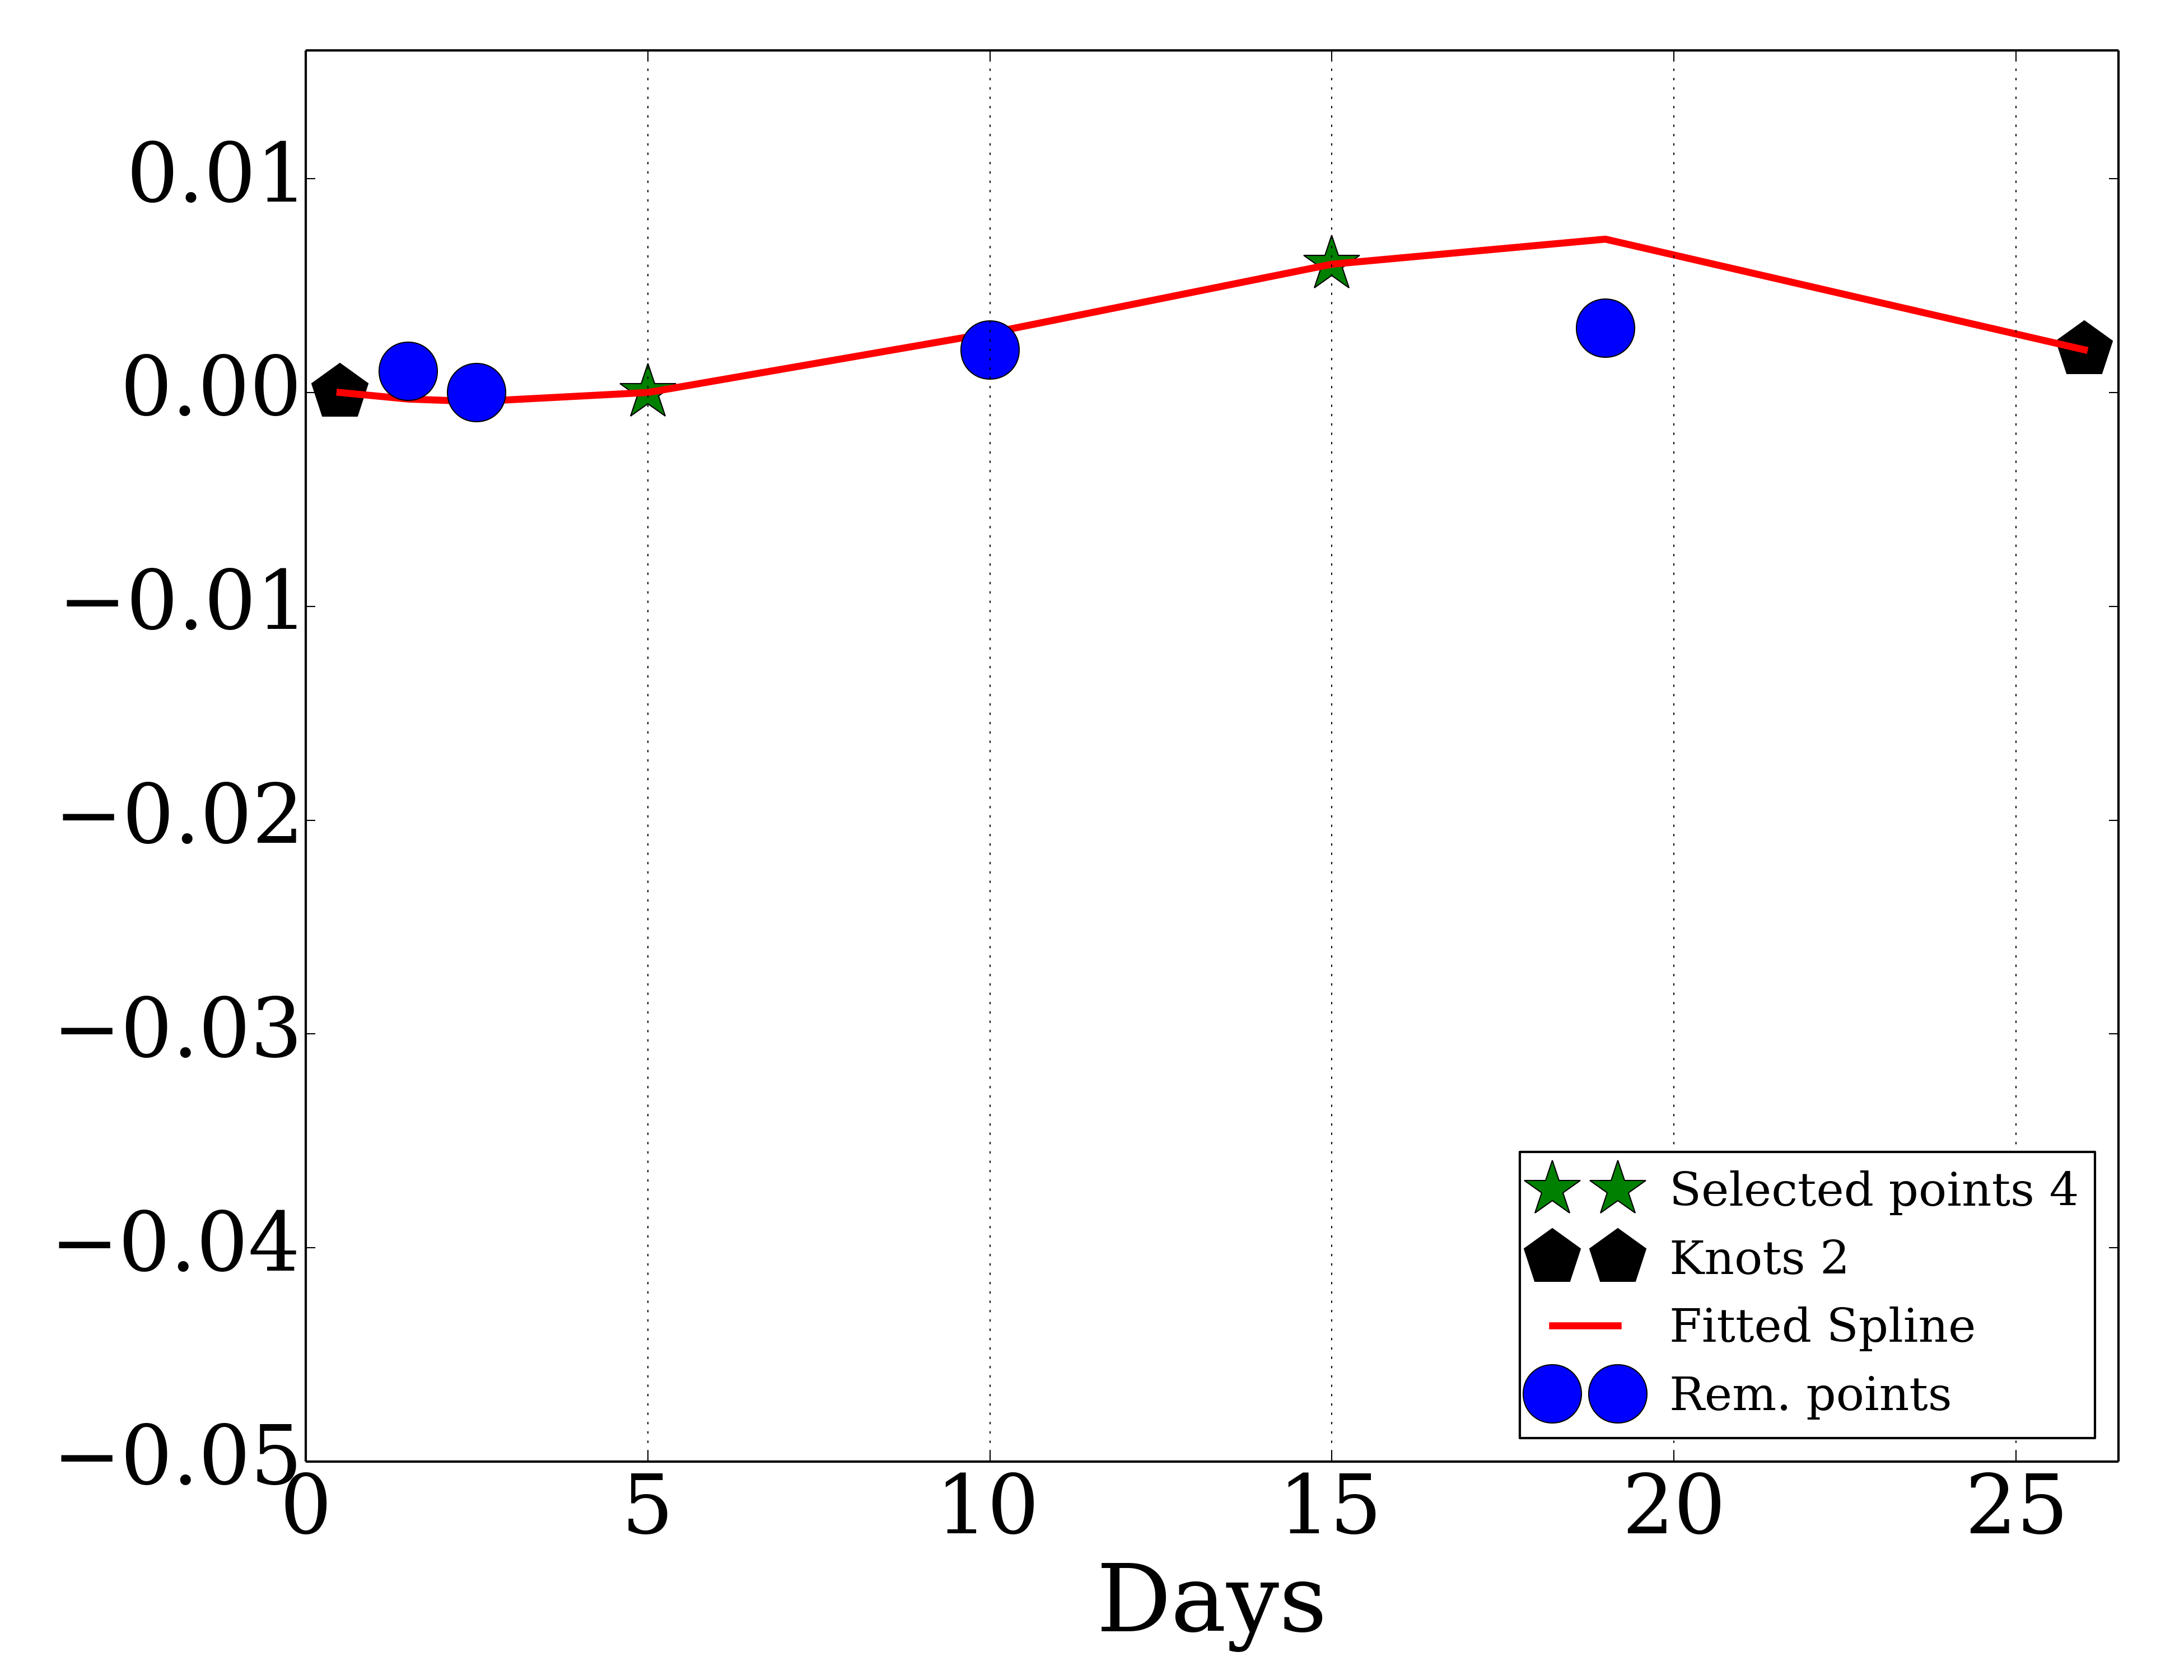 0.01
0.00
−0.01
−0.02
−0.03
−0.04
−0.05
Selected points 4
Knots 2
Fitted Spline
Rem. points
0 5 10 15 20 25
Days